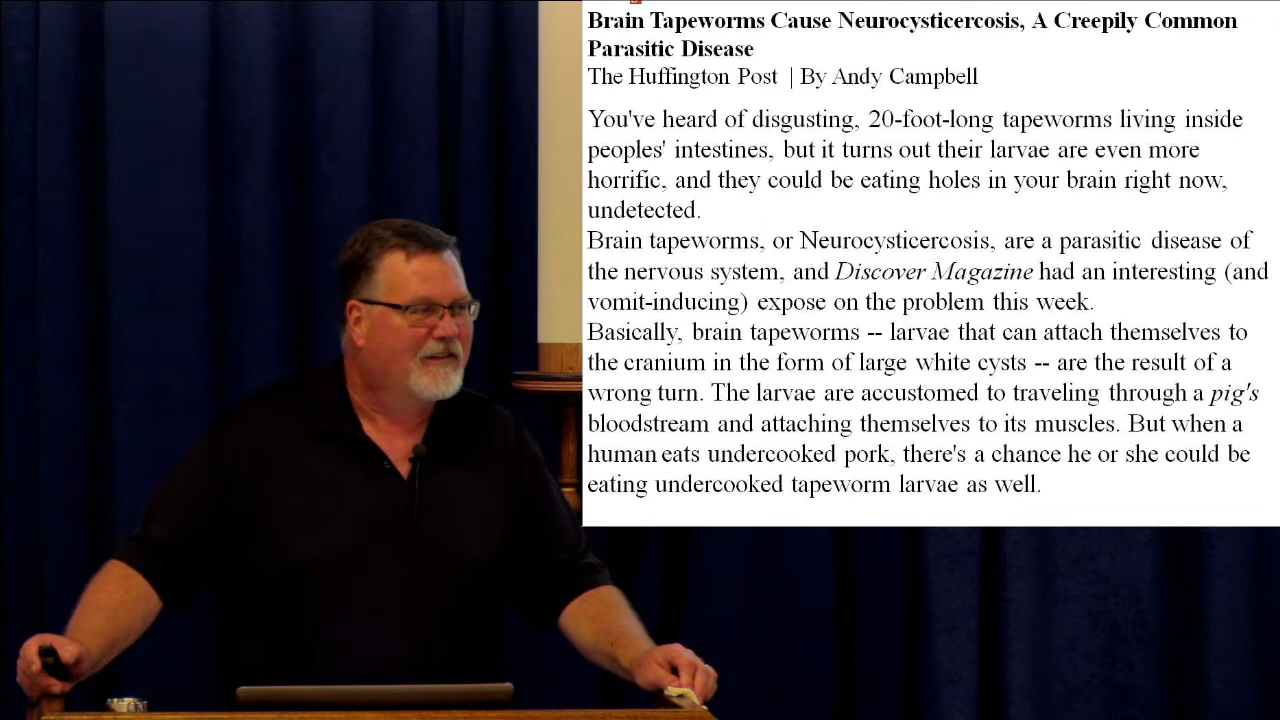 Brain Tapeworms Cause Neurocysticercosis, A Creepily Common
Parasitic Disease
The Huffington Post | By Andy Campbell
You've heard of disgusting, 20-foot-long tapeworms living inside
peoples' intestines, but it turns out their larvae are even more
horrific, and they could be eating holes in your brain right now,
undetected.
Brain tapeworms, or Neurocysticercosis, are a parasitic disease of
the nervous system, and Discover Magazine had an interesting (and
vomit-inducing) expose on the problem this week.
Basically, brain tapeworms -- larvae that can attach themselves to
the cranium in the form of large white cysts -- are the result of a
wrong turn. The larvae are accustomed to traveling through a pig's
bloodstream and attaching themselves to its muscles. But when a
human eats undercooked pork, there's a chance he or she could be
eating undercooked tapeworm larvae as well.